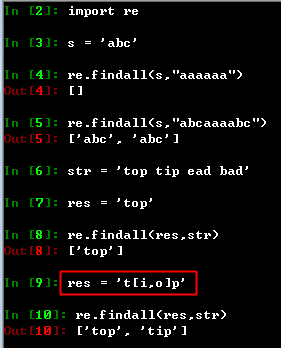 In [2]: import re
In [3]: s = 'abc'
In [4]: re.findall(s,"aaaaaa")
Out[4]: []
In [5]: re.findall(s,"abcaaaabc")
Out[5]: ['abc', 'abc']
In [6]: str = 'top tip ead bad'
In [7]: res = 'top'
In [8]: re.findall(res,str)
Out[8]: ['top']
In [9]: res = 't[i,o]p'
In [10]: re.findall(res,str)
Out[10]: ['top', 'tip']